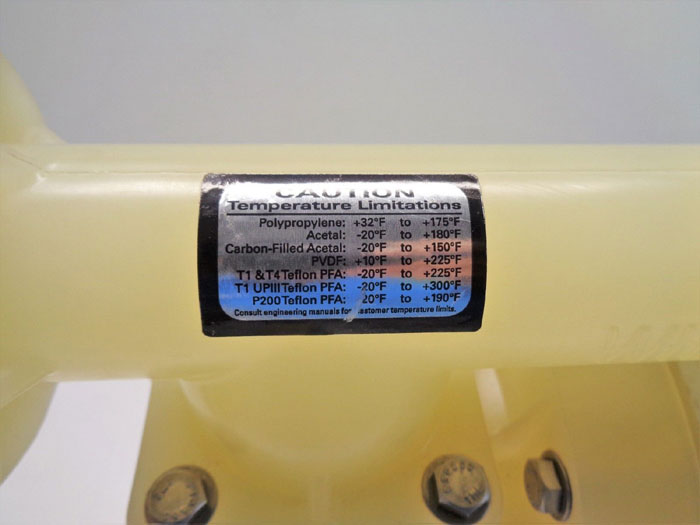 CAUTION
Temperature Limitations
Polypropylene: +32°F to +175°F
Acetal: -20°F to +180°F
Carbon-Filled Acetal: -20°F to +150°F
PVDF: +10°F to +225°F
T1 & T4 Teflon PFA: -20°F to +225°F
T1 UPIII Teflon PFA: -20°F to +300°F
P200 Teflon PFA: 20°F to +190°F
Consult engineering manuals for elastomer temperature limits.